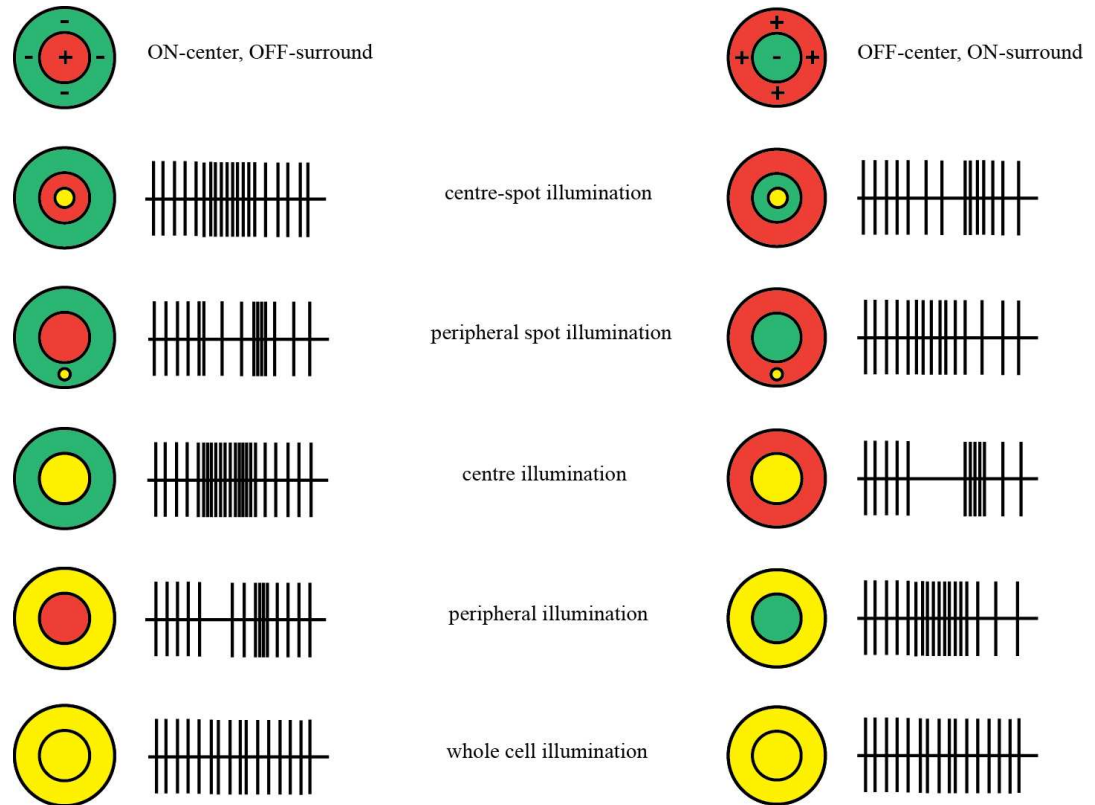 ON-center, OFF-surround
OFF-center, ON-surround
centre-spot illumination
peripheral spot illumination
centre illumination
peripheral illumination
whole cell illumination